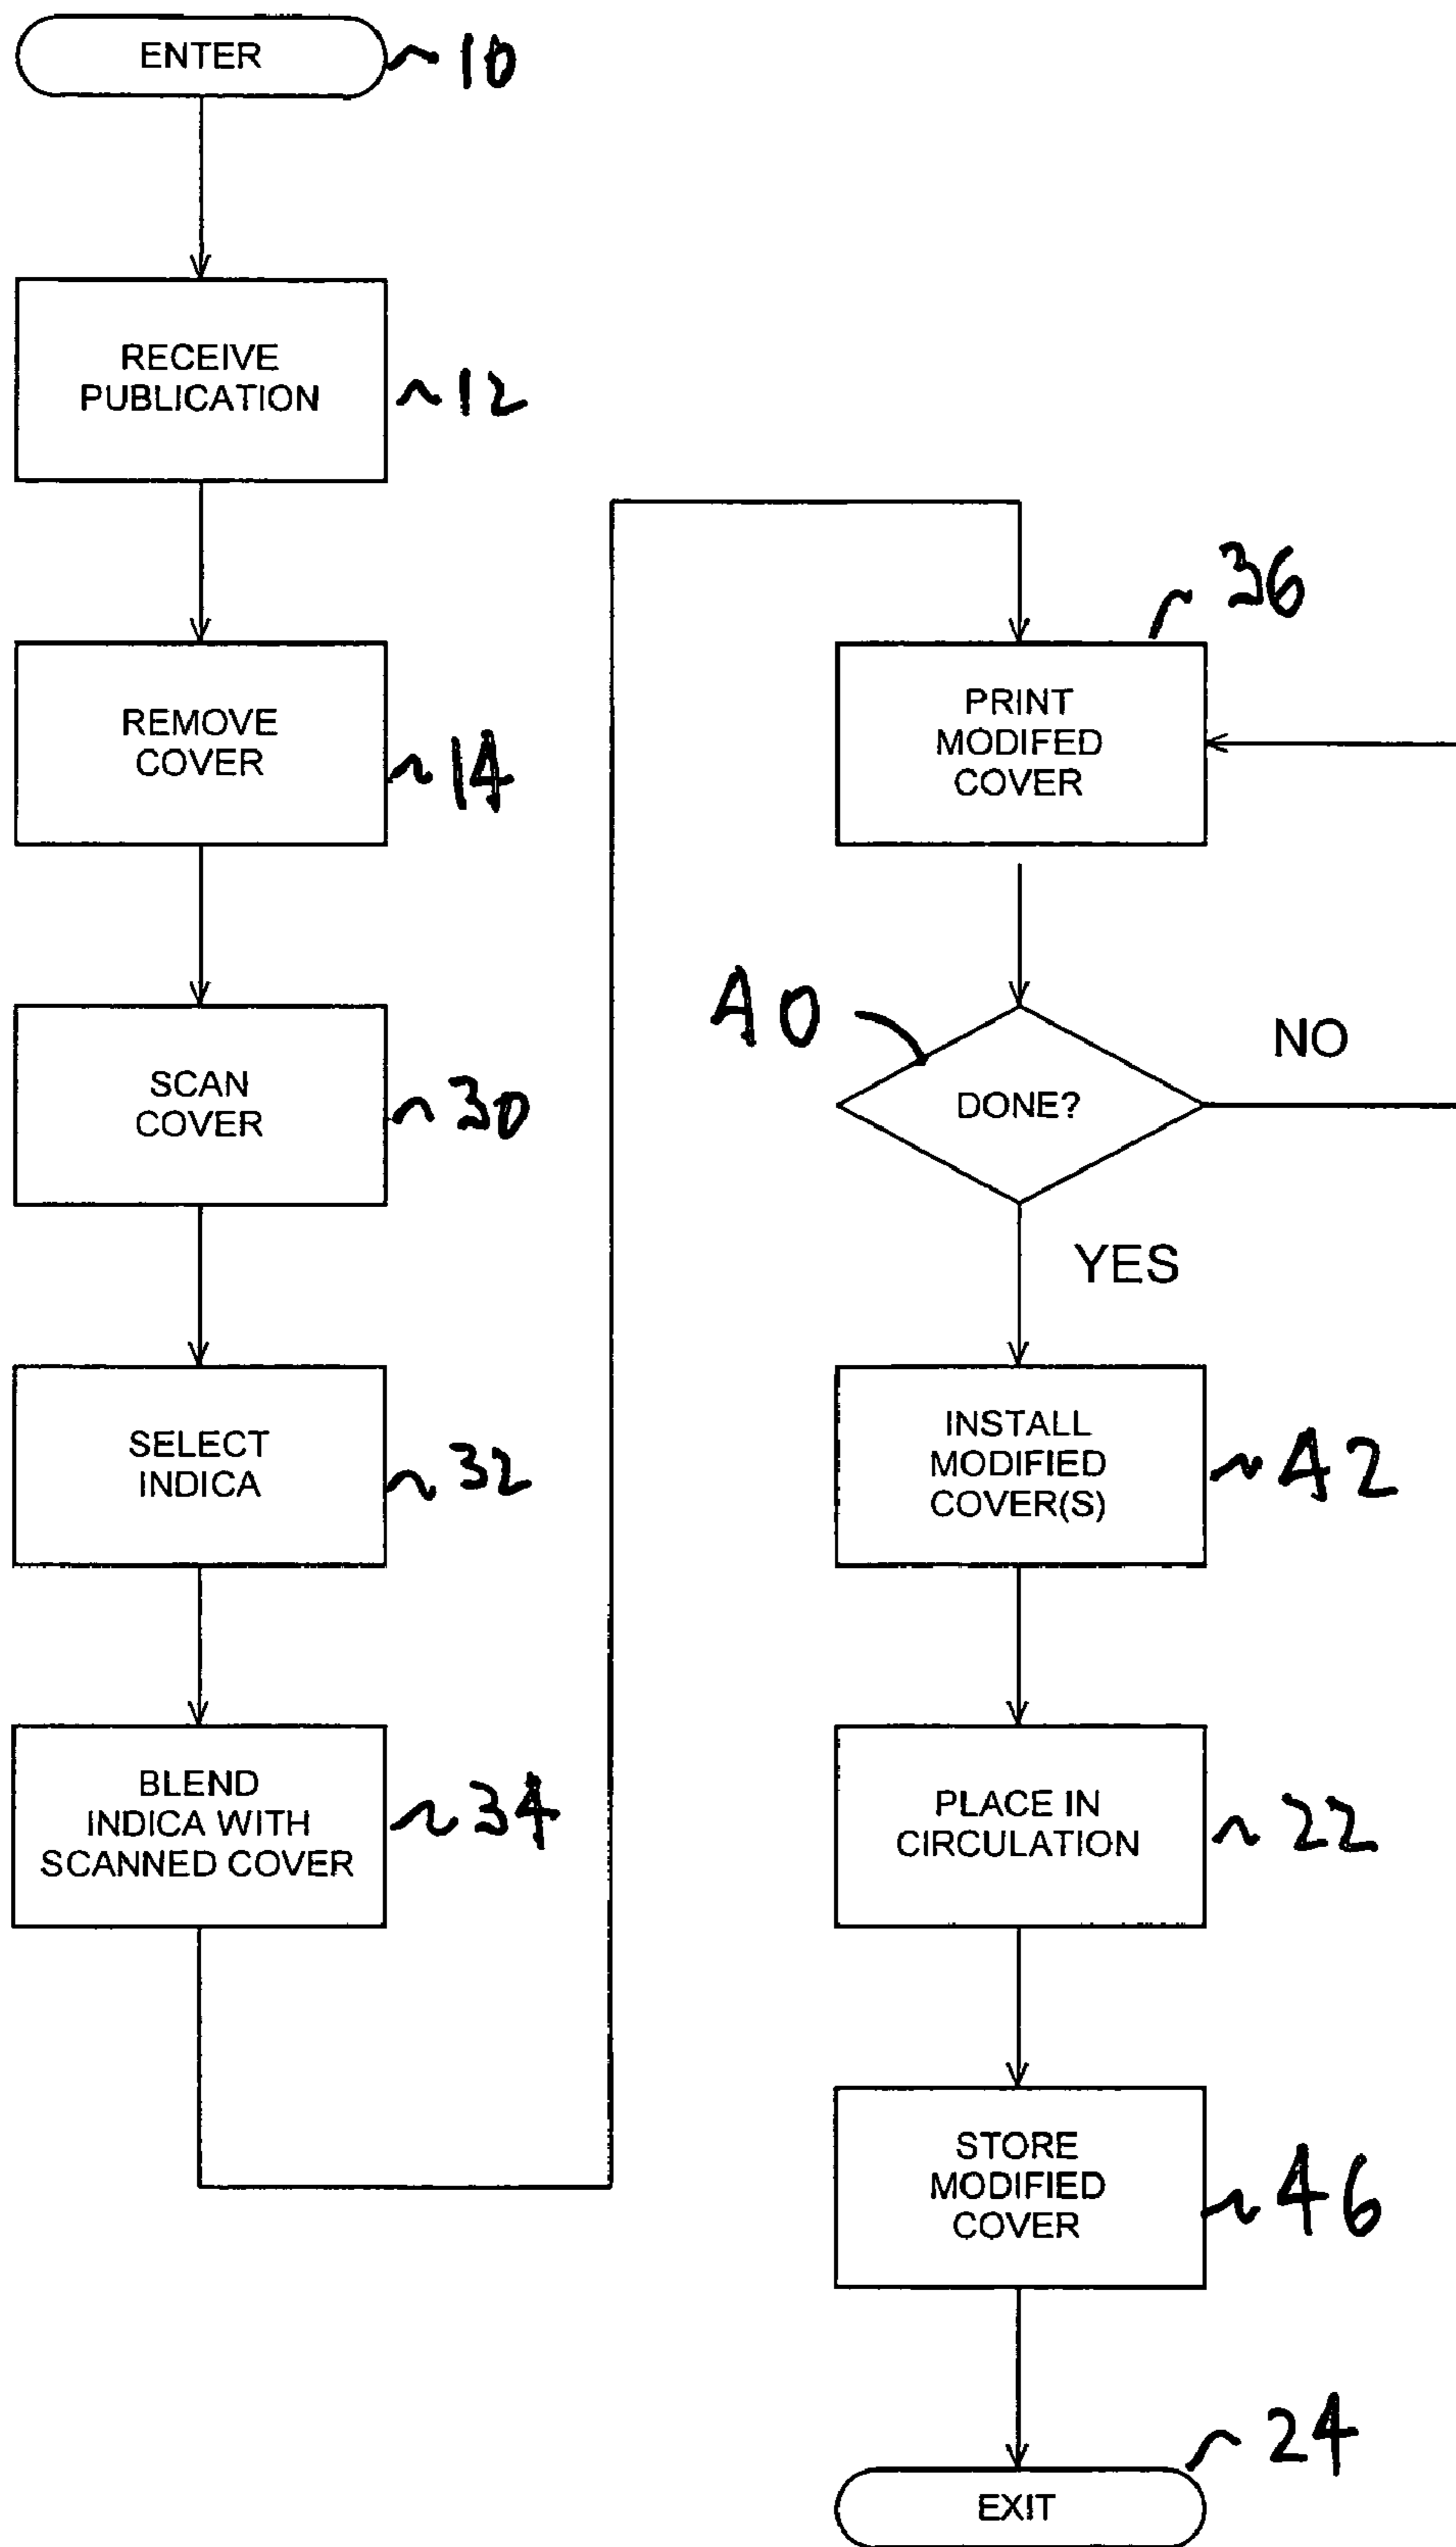 ENTER
~ 10
RECEIVE
PUBLICATION
~ 12
REMOVE
COVER
~ 14
SCAN
COVER
~ 30
SELECT
INDICA
~ 32
BLEND
INDICA WITH
SCANNED COVER
~ 34
PRINT
MODIFED
COVER
~ 36
DONE?
40
NO
YES
INSTALL
MODIFIED
COVER(S)
~ 42
PLACE IN
CIRCULATION
~ 22
STORE
MODIFIED
COVER
~ 46
EXIT
~ 24